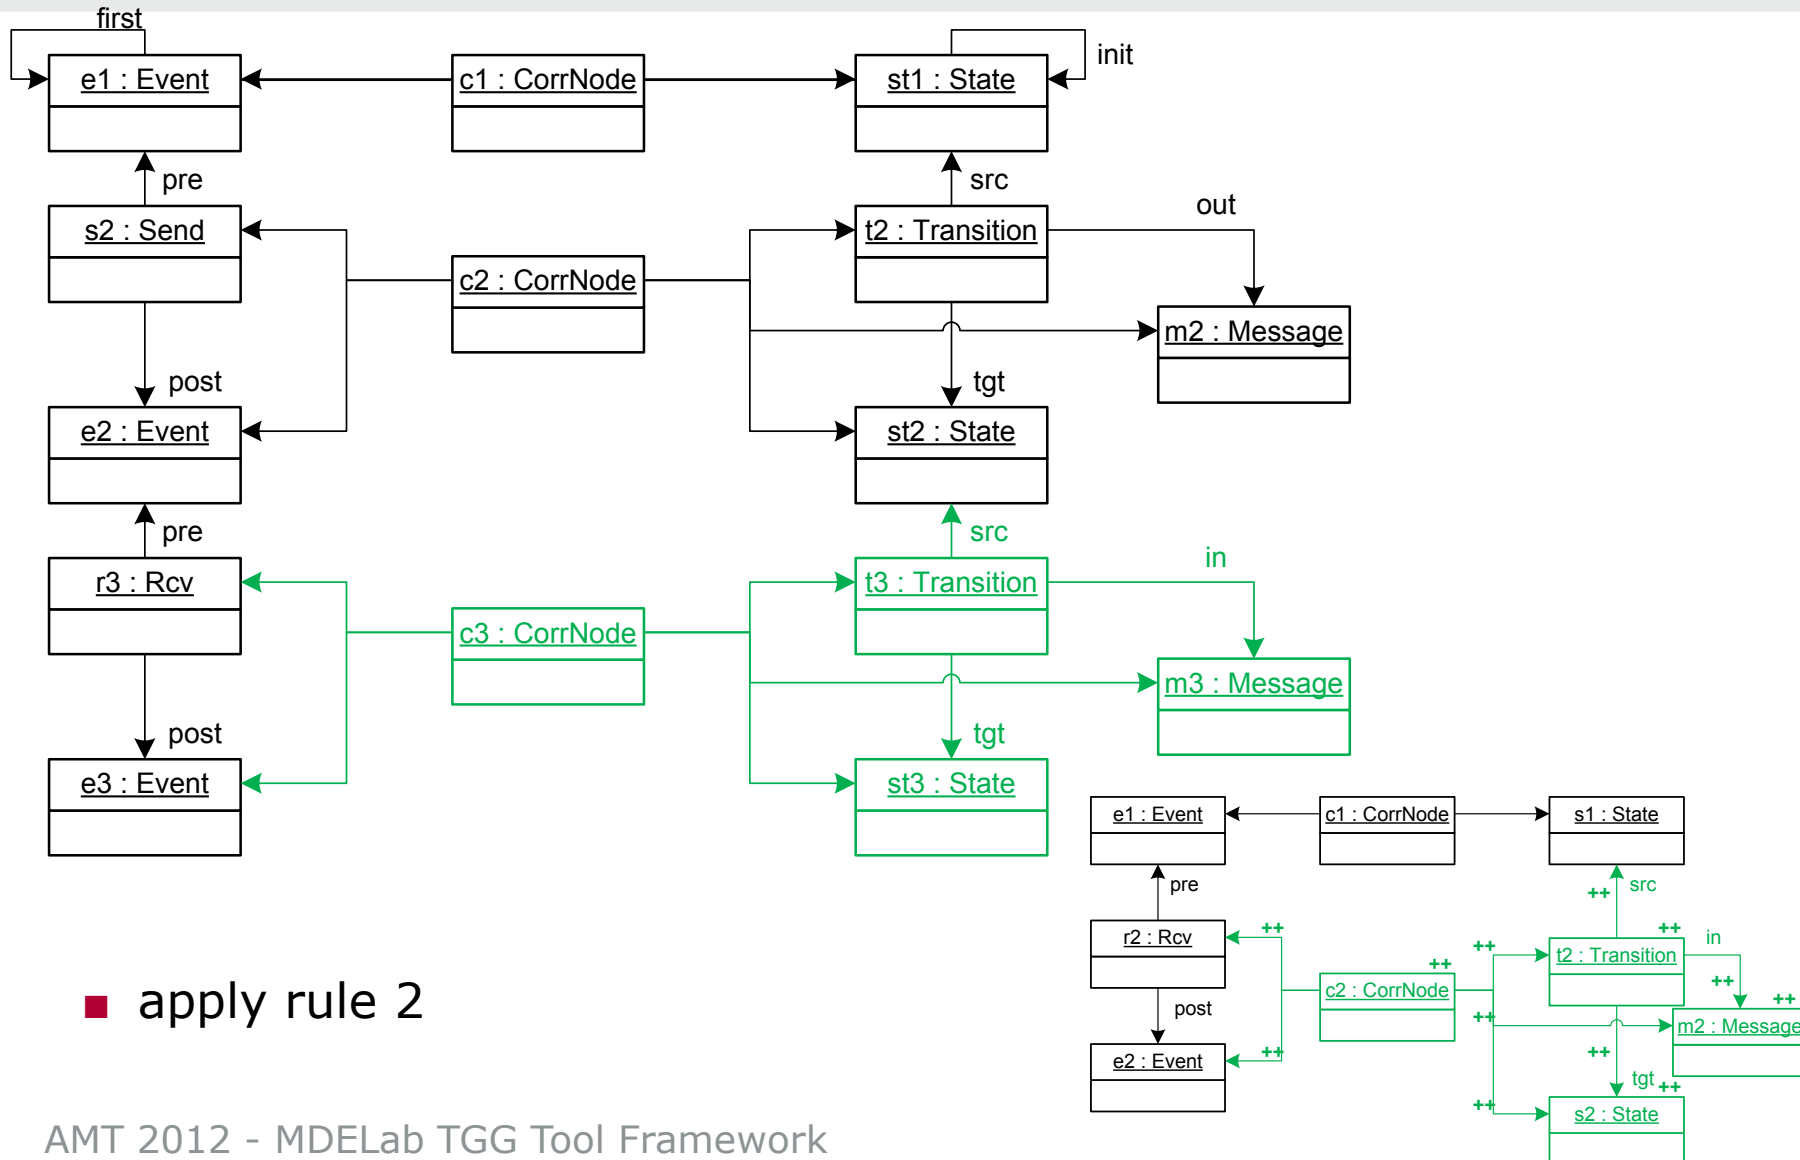 first
e1 : Event
c1 : CorrNode
st1 : State
init
pre
src
s2 : Send
t2 : Transition
out
c2 : CorrNode
m2 : Message
post
tgt
e2 : Event
st2 : State
pre
src
r3 : Rcv
t3 : Transition
in
c3 : CorrNode
m3 : Message
post
tgt
e3 : Event
st3 : State
e1 : Event
c1 : CorrNode
s1 : State
pre
++
src
r2 : Rcv
++
++
++
t2 : Transition
in
++
c2 : CorrNode
++
++
post
++
m2 : Message
++
e2 : Event
++
tgt
++
++
s2 : State
■ apply rule 2
AMT 2012 - MDELab TGG Tool Framework